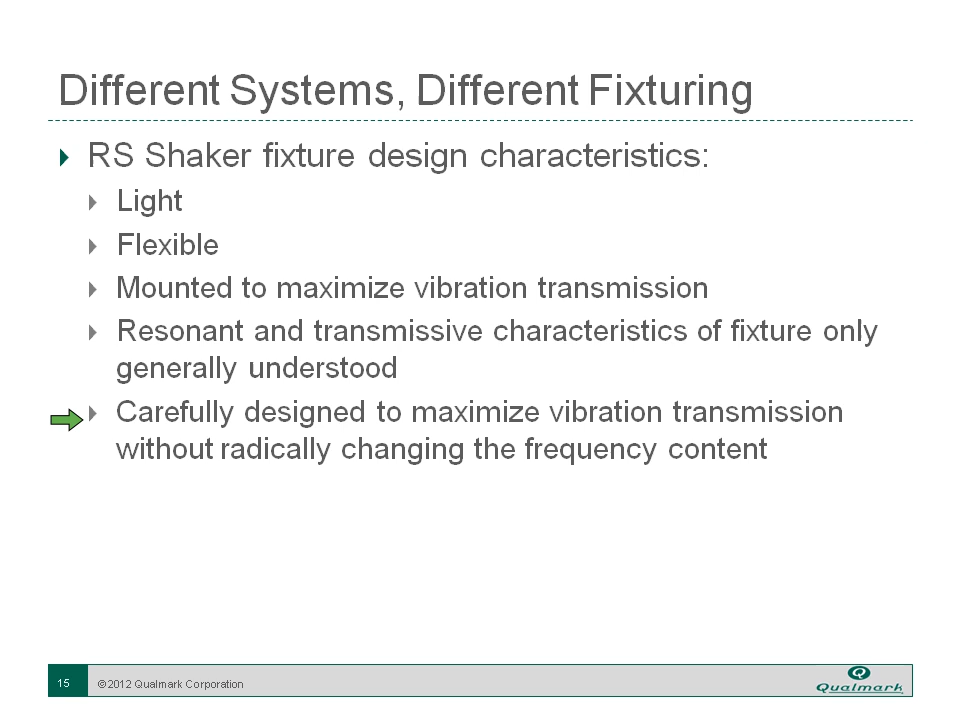 Different Systems, Different Fixturing
RS Shaker fixture design characteristics:
Light
Flexible
Mounted to maximize vibration transmission
Resonant and transmissive characteristics of fixture only
generally understood
Carefully designed to maximize vibration transmission
without radically changing the frequency content
15
©2012 Qualmark Corporation
Qualmark